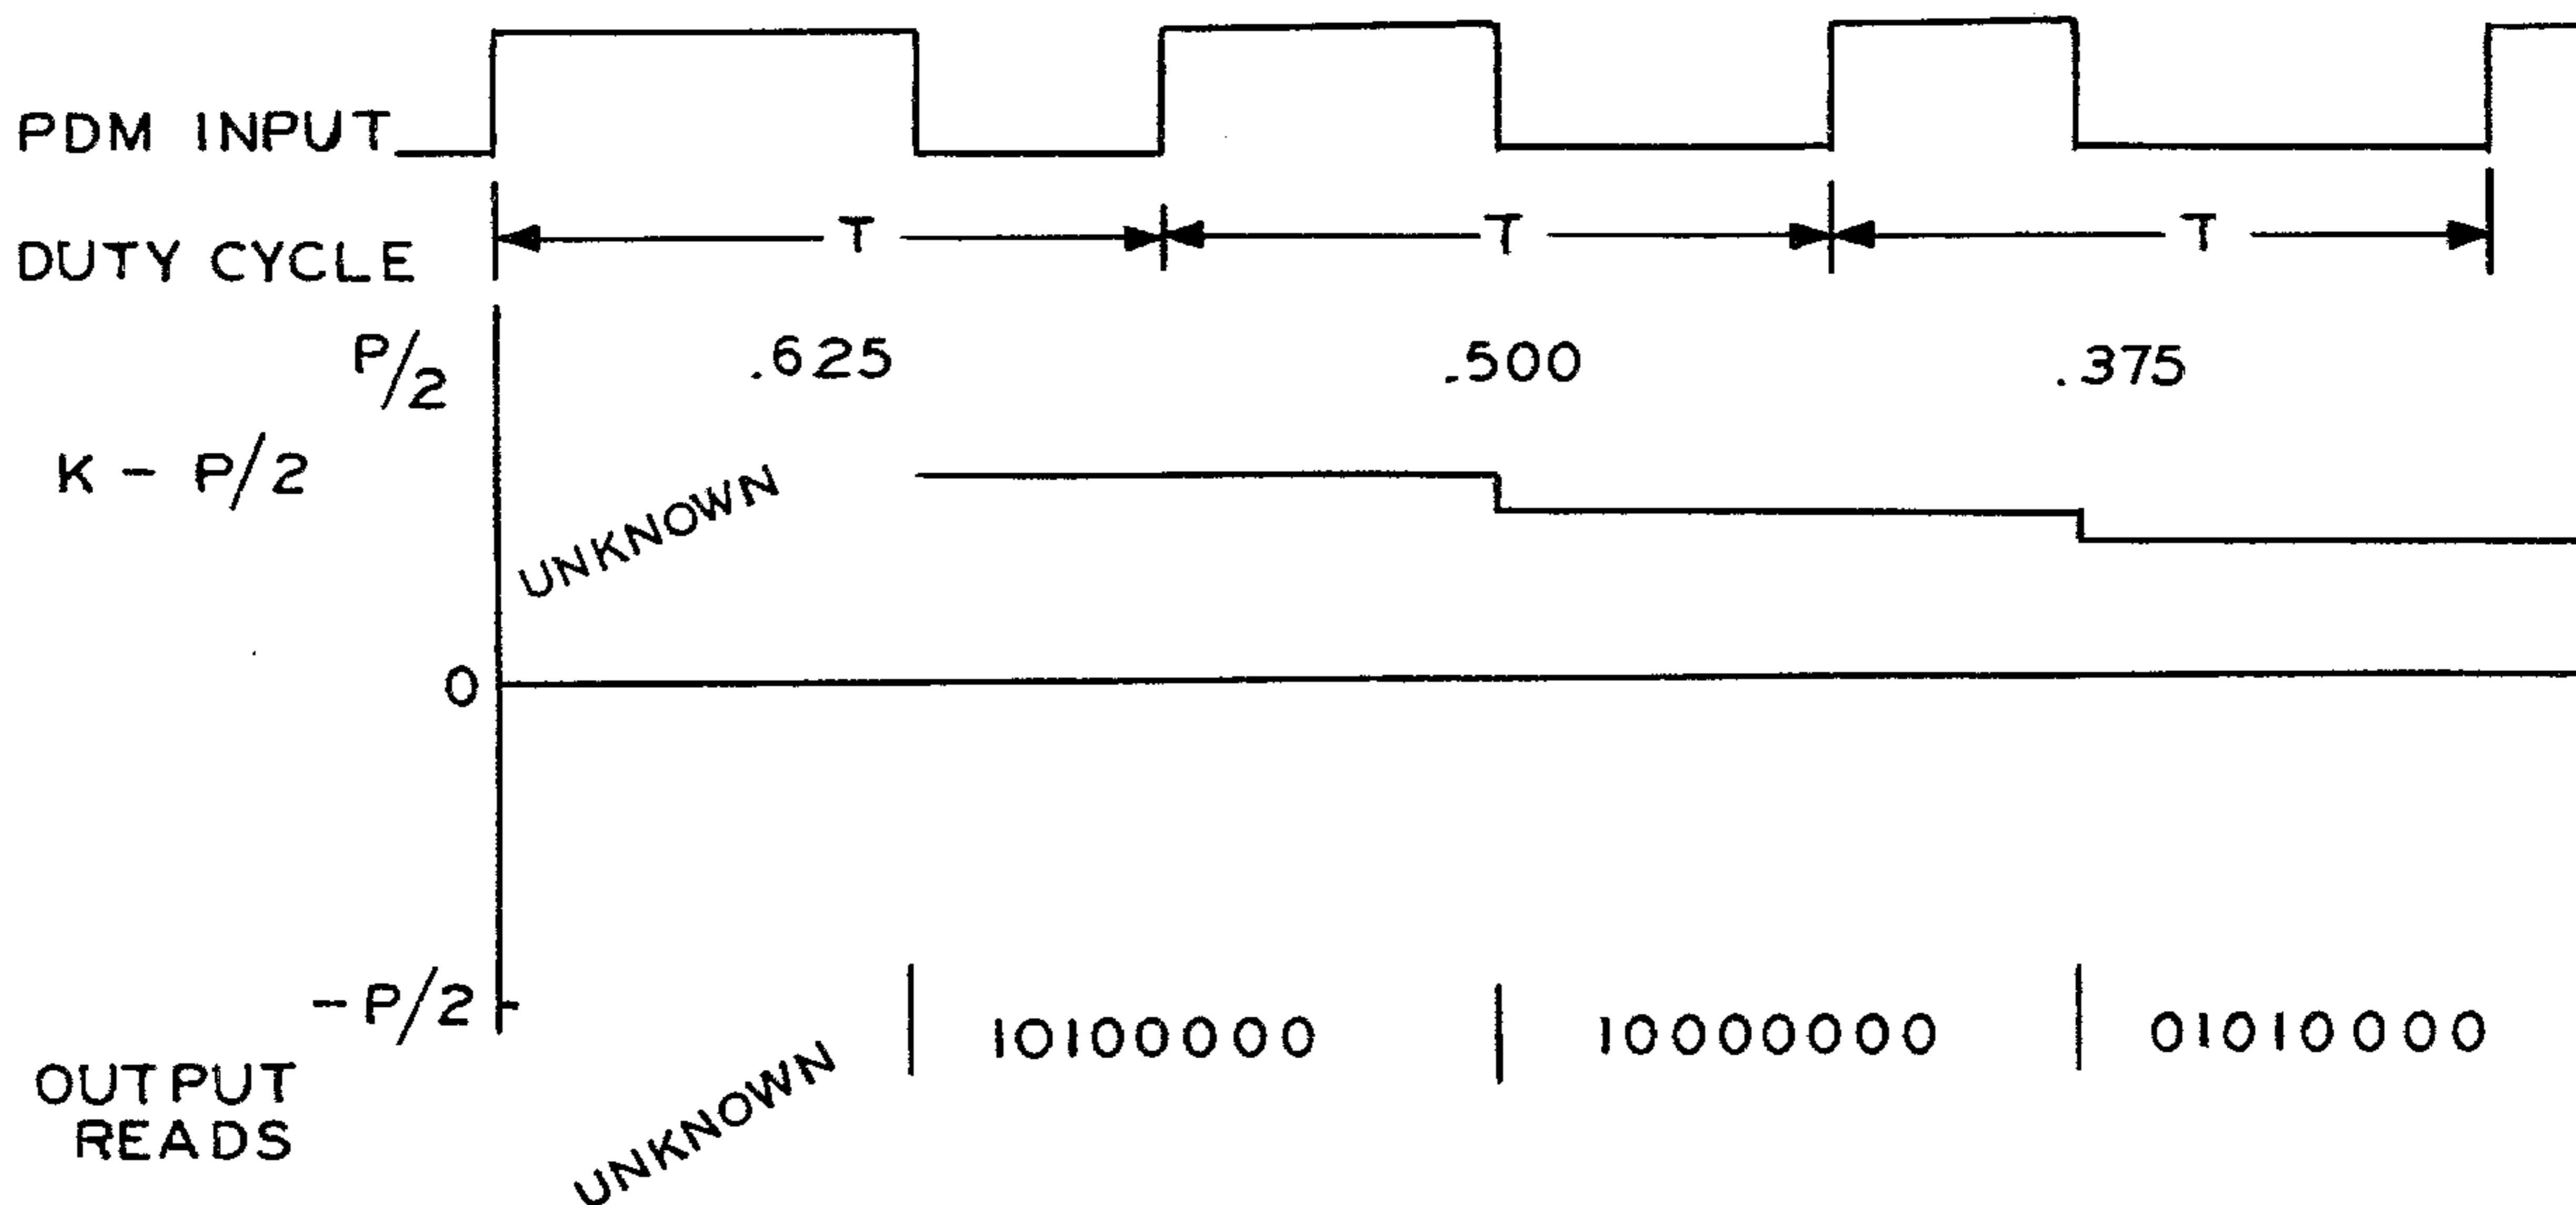 PDM INPUT
DUTY CYCLE
T T T
P/2
.625 .500 .375
K - P/2
UNKNOWN
0
-P/2
10100000 10000000 01010000
OUTPUT
READS
UNKNOWN